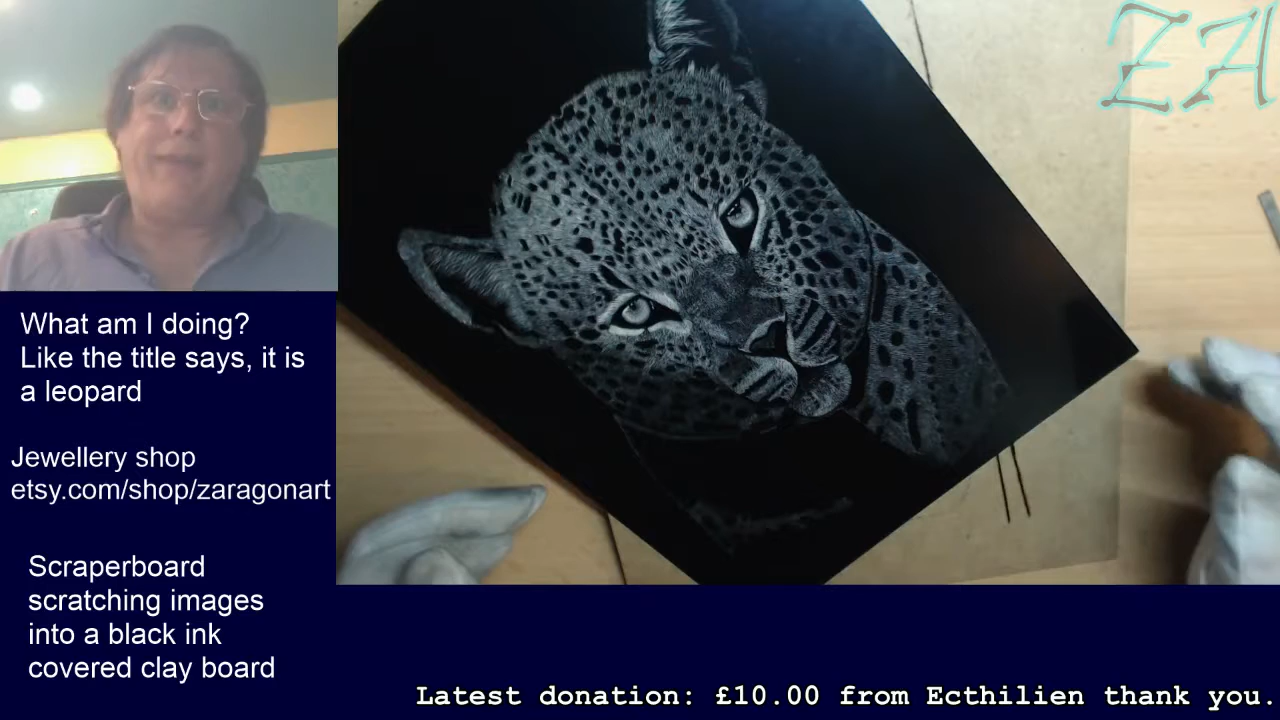 ZA
What am I doing?
Like the title says, it is
a leopard
Jewellery shop
etsy.com/shop/zaragonart
Scraperboard
scratching images
into a black ink
covered clay board
Latest donation: £10.00 from Ecthilien thank you.